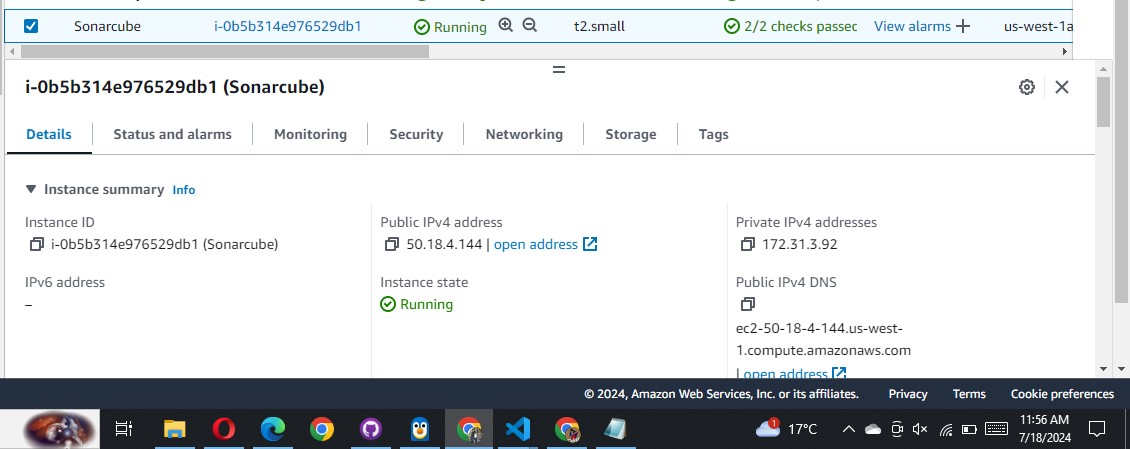 Sonarcube i-0b5b314e976529db1 Running t2.small 2/2 checks passec View alarms + us-west-1a
i-0b5b314e976529db1 (Sonarcube)
Details Status and alarms Monitoring Security Networking Storage Tags
Instance summary Info
Instance ID
i-0b5b314e976529db1 (Sonarcube)
Public IPv4 address
50.18.4.144 | open address
Private IPv4 addresses
172.31.3.92
IPv6 address
–
Instance state
Running
Public IPv4 DNS
ec2-50-18-4-144.us-west-
1.compute.amazonaws.com
| open address
© 2024, Amazon Web Services, Inc. or its affiliates. Privacy Terms Cookie preferences
1
17°C
11:56 AM
7/18/2024